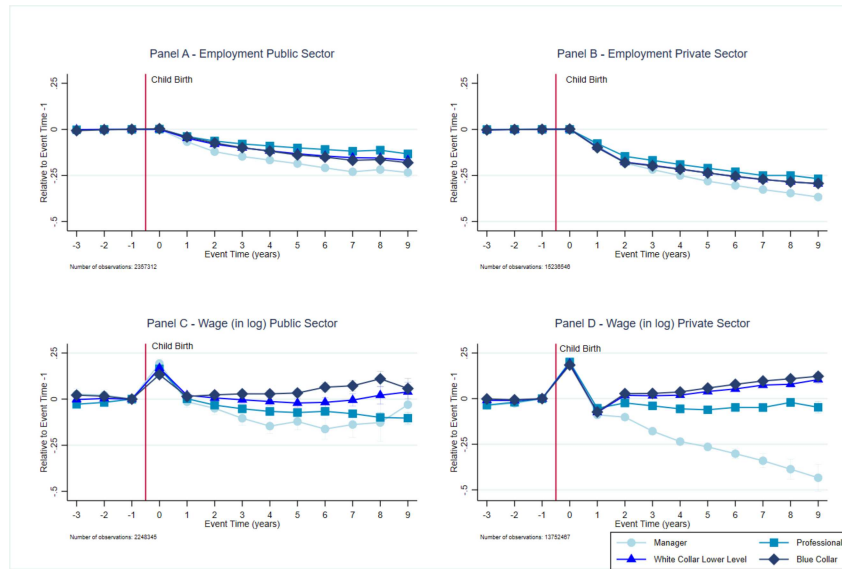 Panel A - Employment Public Sector
Child Birth
Relative to Event Time -1
.25
0
-.25
-.5
-3 -2 -1 0 1 2 3 4 5 6 7 8 9
Event Time (years)
Number of observations: 2357312
Panel B - Employment Private Sector
Child Birth
Relative to Event Time -1
.25
0
-.25
-.5
-3 -2 -1 0 1 2 3 4 5 6 7 8 9
Event Time (years)
Number of observations: 15236546
Panel C - Wage (in log) Public Sector
Child Birth
Relative to Event Time -1
.25
0
-.25
-.5
-3 -2 -1 0 1 2 3 4 5 6 7 8 9
Event Time (years)
Number of observations: 2248345
Panel D - Wage (in log) Private Sector
Child Birth
Relative to Event Time -1
.25
0
-.25
-.5
-3 -2 -1 0 1 2 3 4 5 6 7 8 9
Event Time (years)
Number of observations: 13752467
Manager Professional
White Collar Lower Level Blue Collar